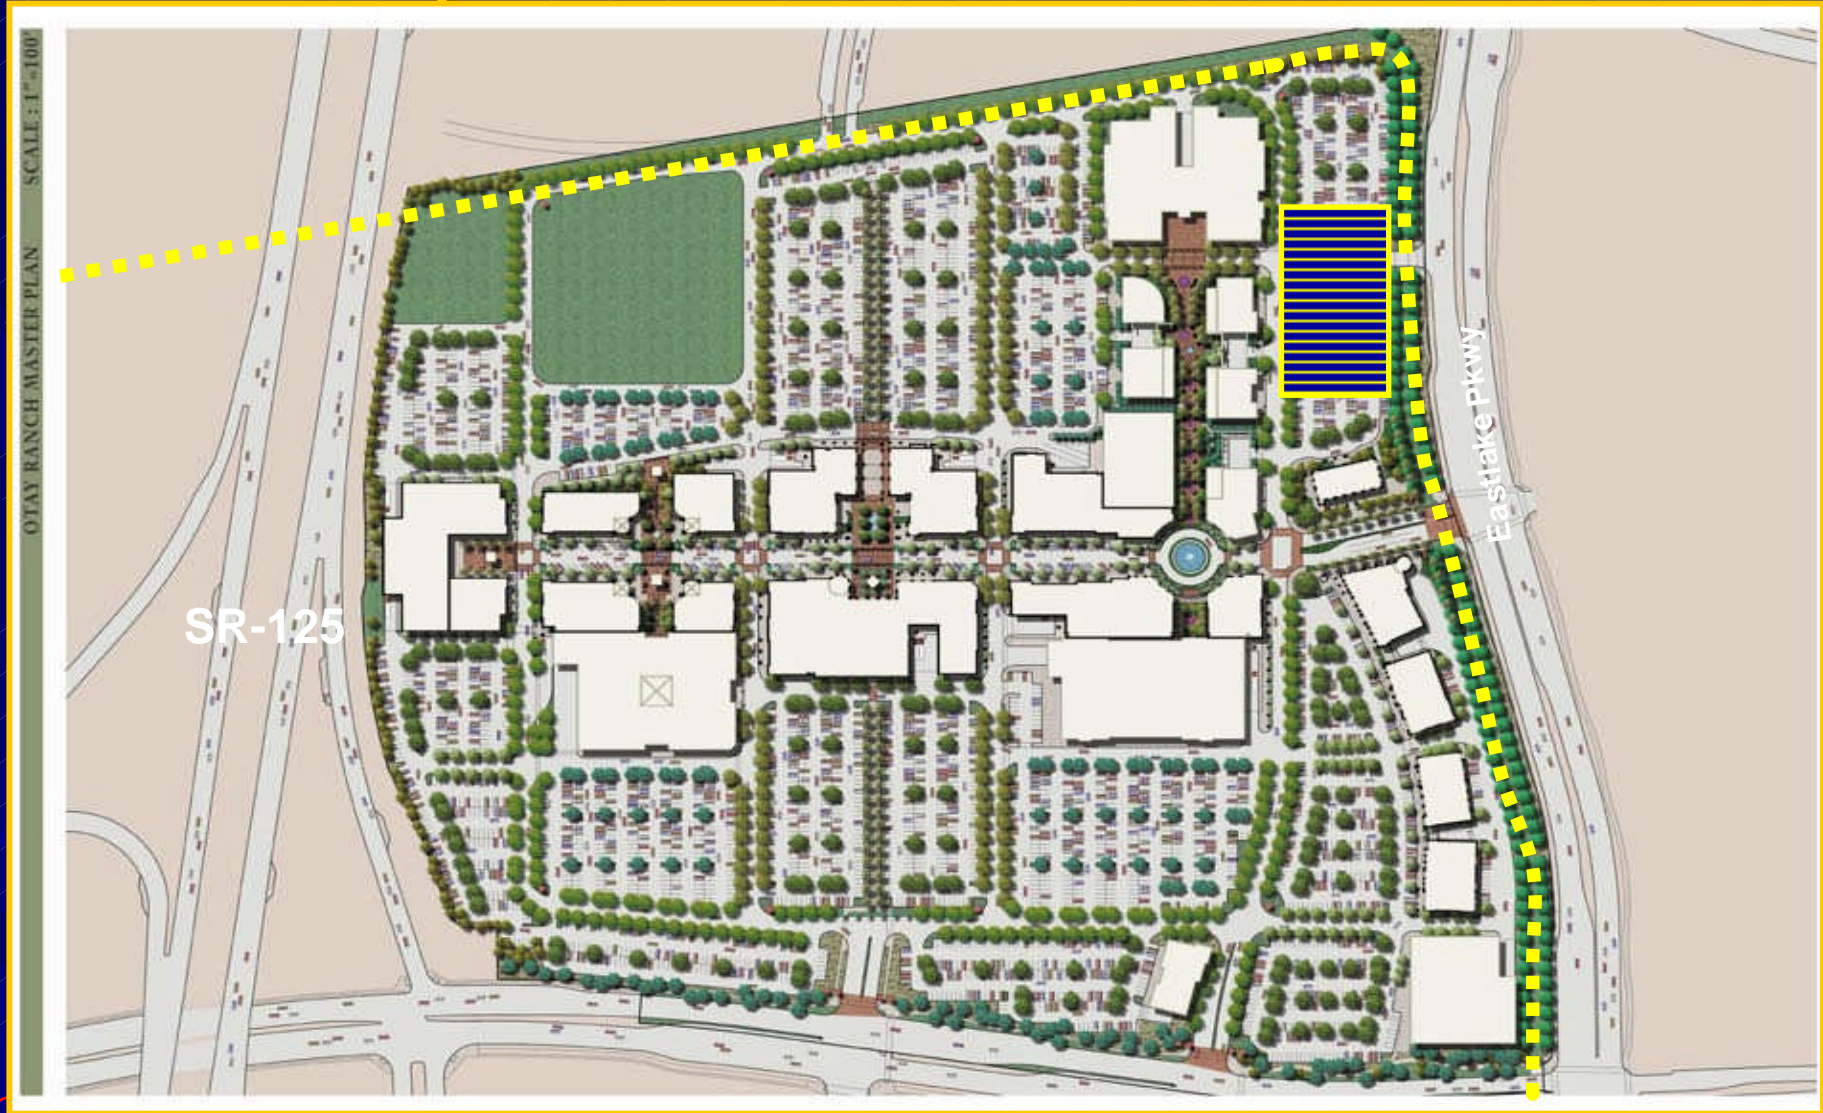 OTAY RANCH MASTER PLAN SCALE : 1"=100'
SR-125
Eastlake Pkwy